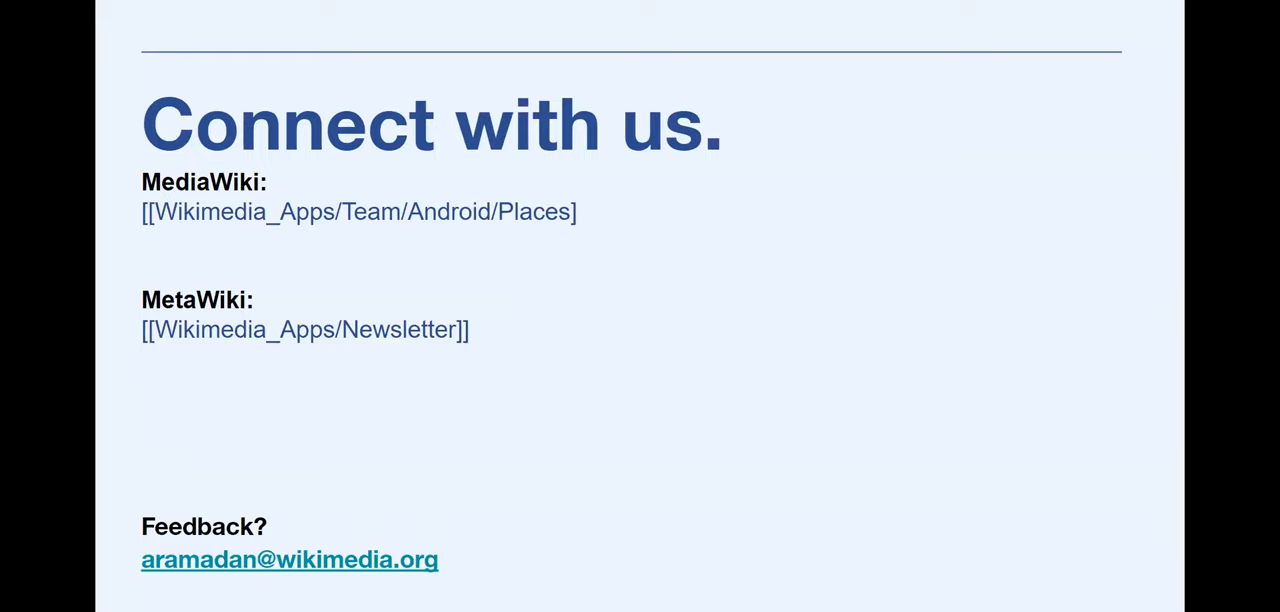 Connect with us.
MediaWiki:
[[Wikimedia_Apps/Team/Android/Places]
MetaWiki:
[[Wikimedia_Apps/Newsletter]]
Feedback?
aramadan@wikimedia.org